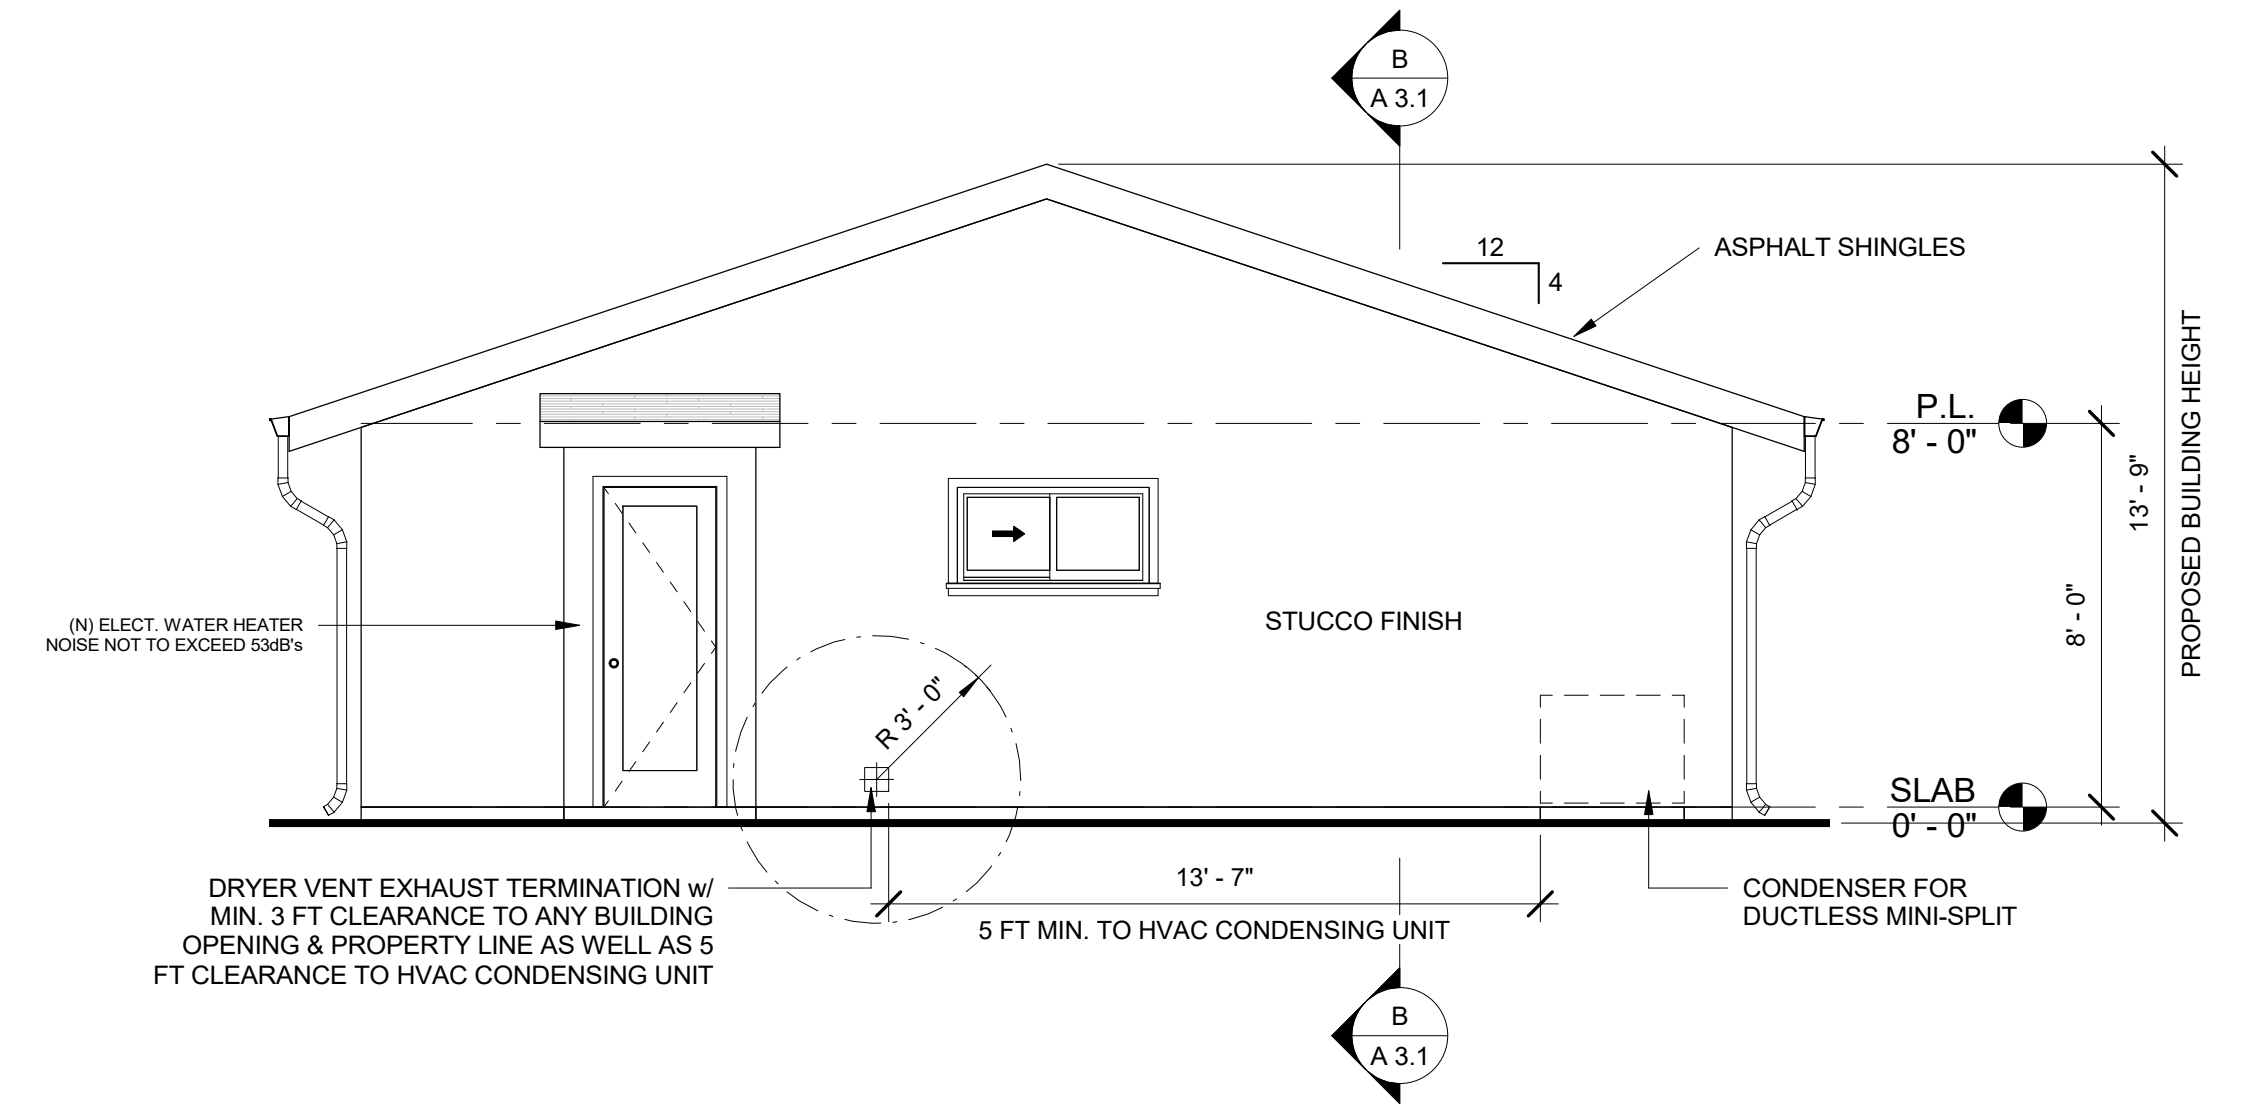 B
A 3.1
12
4
ASPHALT SHINGLES
P.L.
8' - 0"
13' - 9"
PROPOSED BUILDING HEIGHT
8' - 0"
STUCCO FINISH
(N) ELECT. WATER HEATER
NOISE NOT TO EXCEED 53dB's
R 3' - 0"
SLAB
0' - 0"
DRYER VENT EXHAUST TERMINATION w/
MIN. 3 FT CLEARANCE TO ANY BUILDING
OPENING & PROPERTY LINE AS WELL AS 5
FT CLEARANCE TO HVAC CONDENSING UNIT
13' - 7"
5 FT MIN. TO HVAC CONDENSING UNIT
CONDENSER FOR
DUCTLESS MINI-SPLIT
B
A 3.1